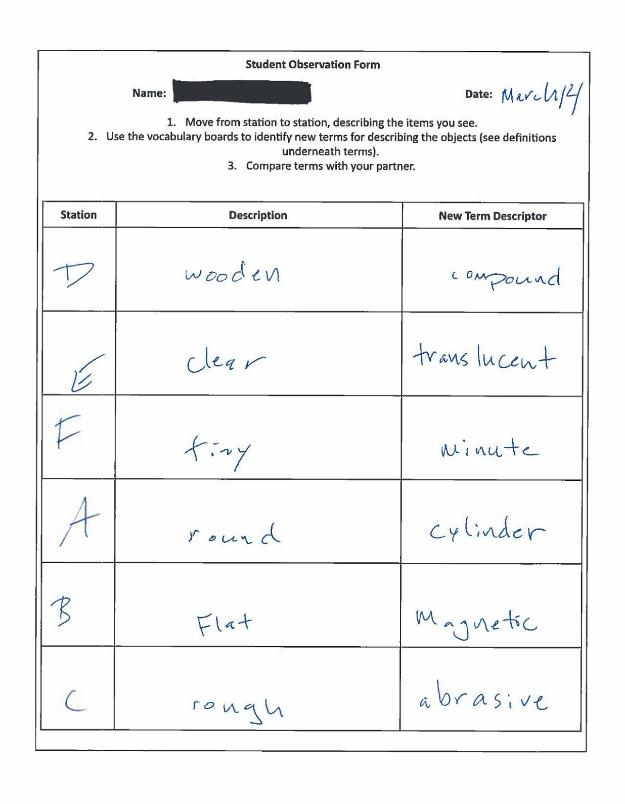 Student Observation Form
Name:
Date: March 14
1. Move from station to station, describing the items you see.
2. Use the vocabulary boards to identify new terms for describing the objects (see definitions
underneath terms).
3. Compare terms with your partner.
Station Description New Term Descriptor
D wooden compound
E clear translucent
F tiny minute
A round cylinder
B Flat Magnetic
C rough abrasive